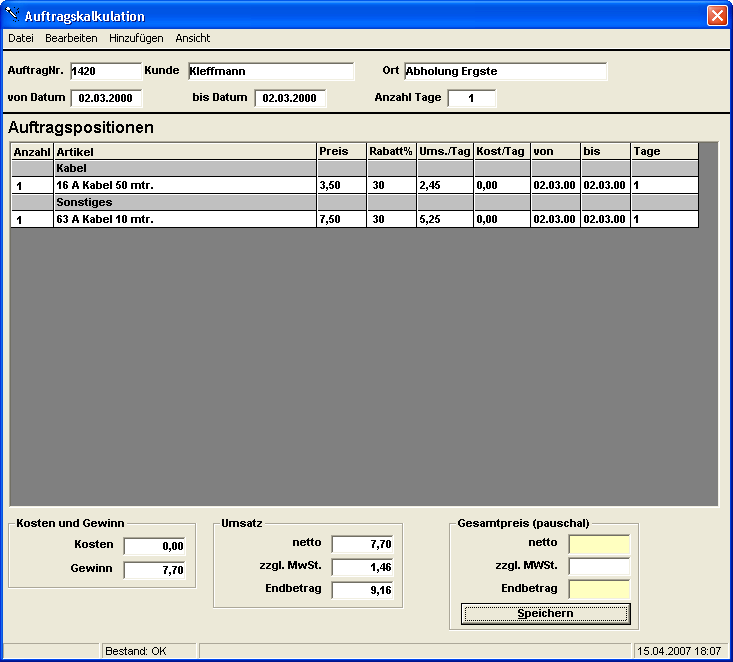 Auftragskalkulation
Datei Bearbeiten Hinzufügen Ansicht
AuftragNr. 1420 Kunde Kleffmann Ort Abholung Ergste
von Datum 02.03.2000 bis Datum 02.03.2000 Anzahl Tage 1
Auftragspositionen
Anzahl Artikel Preis Rabatt% Ums./Tag Kost/Tag von bis Tage
Kabel
1 16 A Kabel 50 mtr. 3,50 30 2,45 0,00 02.03.00 02.03.00 1
Sonstiges
1 63 A Kabel 10 mtr. 7,50 30 5,25 0,00 02.03.00 02.03.00 1
Kosten und Gewinn Umsatz Gesamtpreis (pauschal)
Kosten 0,00 netto 7,70 netto
Gewinn 7,70 zzgl. MwSt. 1,46 zzgl. MWSt.
Endbetrag 9,16 Endbetrag
Speichern
Bestand: OK 15.04.2007 18:07